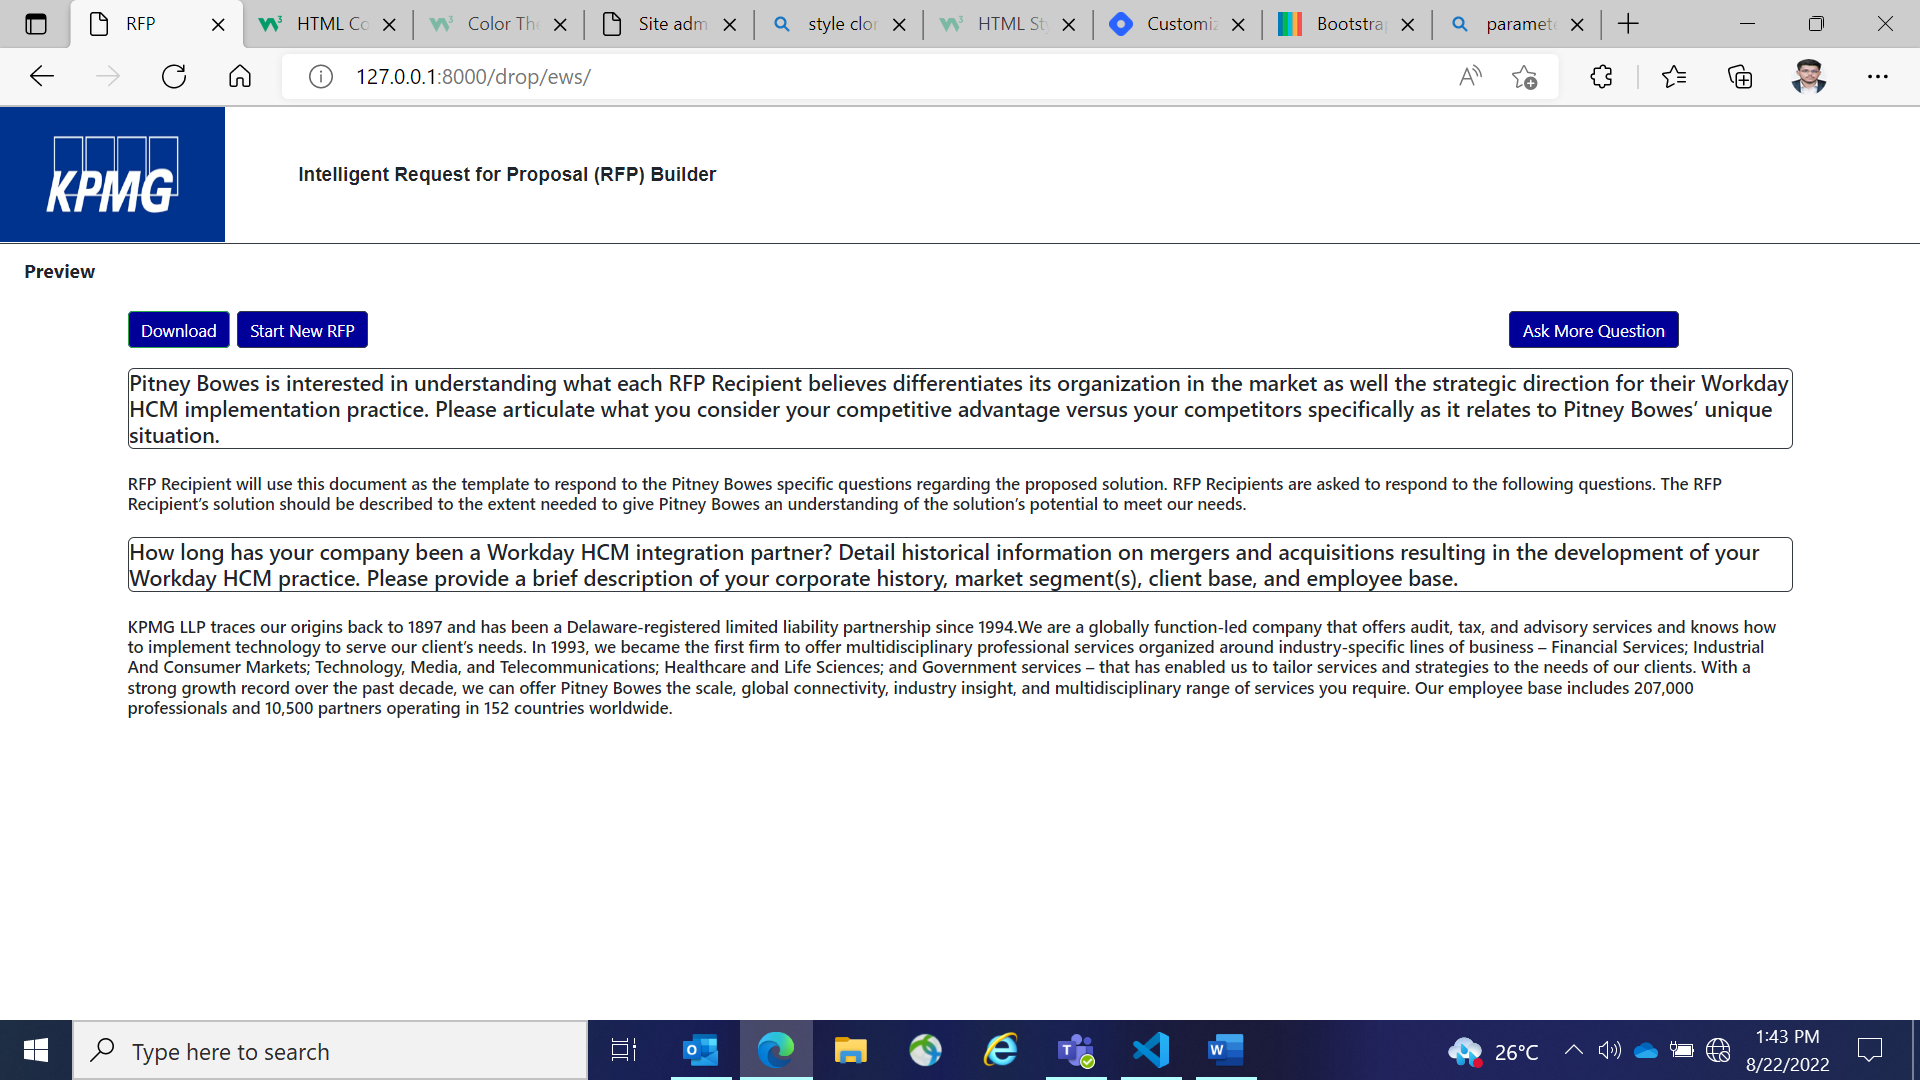 RFP
HTML Co
Color The
Site adm
style clor
HTML Sty
Customiz
Bootstrap
paramete
127.0.0.1:8000/drop/ews/
KPMG
Intelligent Request for Proposal (RFP) Builder
Preview
Download
Start New RFP
Ask More Question
Pitney Bowes is interested in understanding what each RFP Recipient believes differentiates its organization in the market as well the strategic direction for their Workday
HCM implementation practice. Please articulate what you consider your competitive advantage versus your competitors specifically as it relates to Pitney Bowes’ unique
situation.
RFP Recipient will use this document as the template to respond to the Pitney Bowes specific questions regarding the proposed solution. RFP Recipients are asked to respond to the following questions. The RFP
Recipient’s solution should be described to the extent needed to give Pitney Bowes an understanding of the solution’s potential to meet our needs.
How long has your company been a Workday HCM integration partner? Detail historical information on mergers and acquisitions resulting in the development of your
Workday HCM practice. Please provide a brief description of your corporate history, market segment(s), client base, and employee base.
KPMG LLP traces our origins back to 1897 and has been a Delaware-registered limited liability partnership since 1994.We are a globally function-led company that offers audit, tax, and advisory services and knows how
to implement technology to serve our client’s needs. In 1993, we became the first firm to offer multidisciplinary professional services organized around industry-specific lines of business – Financial Services; Industrial
And Consumer Markets; Technology, Media, and Telecommunications; Healthcare and Life Sciences; and Government services – that has enabled us to tailor services and strategies to the needs of our clients. With a
strong growth record over the past decade, we can offer Pitney Bowes the scale, global connectivity, industry insight, and multidisciplinary range of services you require. Our employee base includes 207,000
professionals and 10,500 partners operating in 152 countries worldwide.
Type here to search
26°C
1:43 PM
8/22/2022